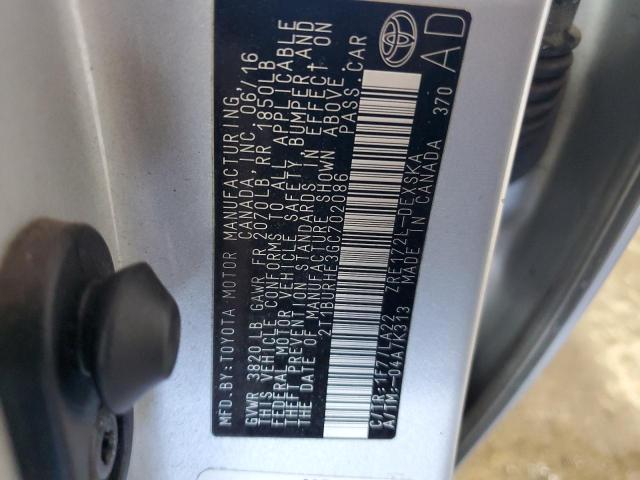 MFD.BY:TOYOTA MOTOR MANUFACTURING
CANADA,INC. 06/16
GVWR 3820LB GAWR FR 2070LB RR 1850LB
THIS VEHICLE CONFORMS TO ALL APPLICABLE
FEDERAL MOTOR VEHICLE SAFETY, BUMPER, AND
THEFT PREVENTION STANDARDS IN EFFECT ON
THE DATE OF MANUFACTURE SHOWN ABOVE.
2T1BURHE3GC702086 PASS.CAR
C/TR:1F7/LA22 ZRE172L-DEXSKA
A/TM:-04A/K313 MADE IN CANADA
370
AD